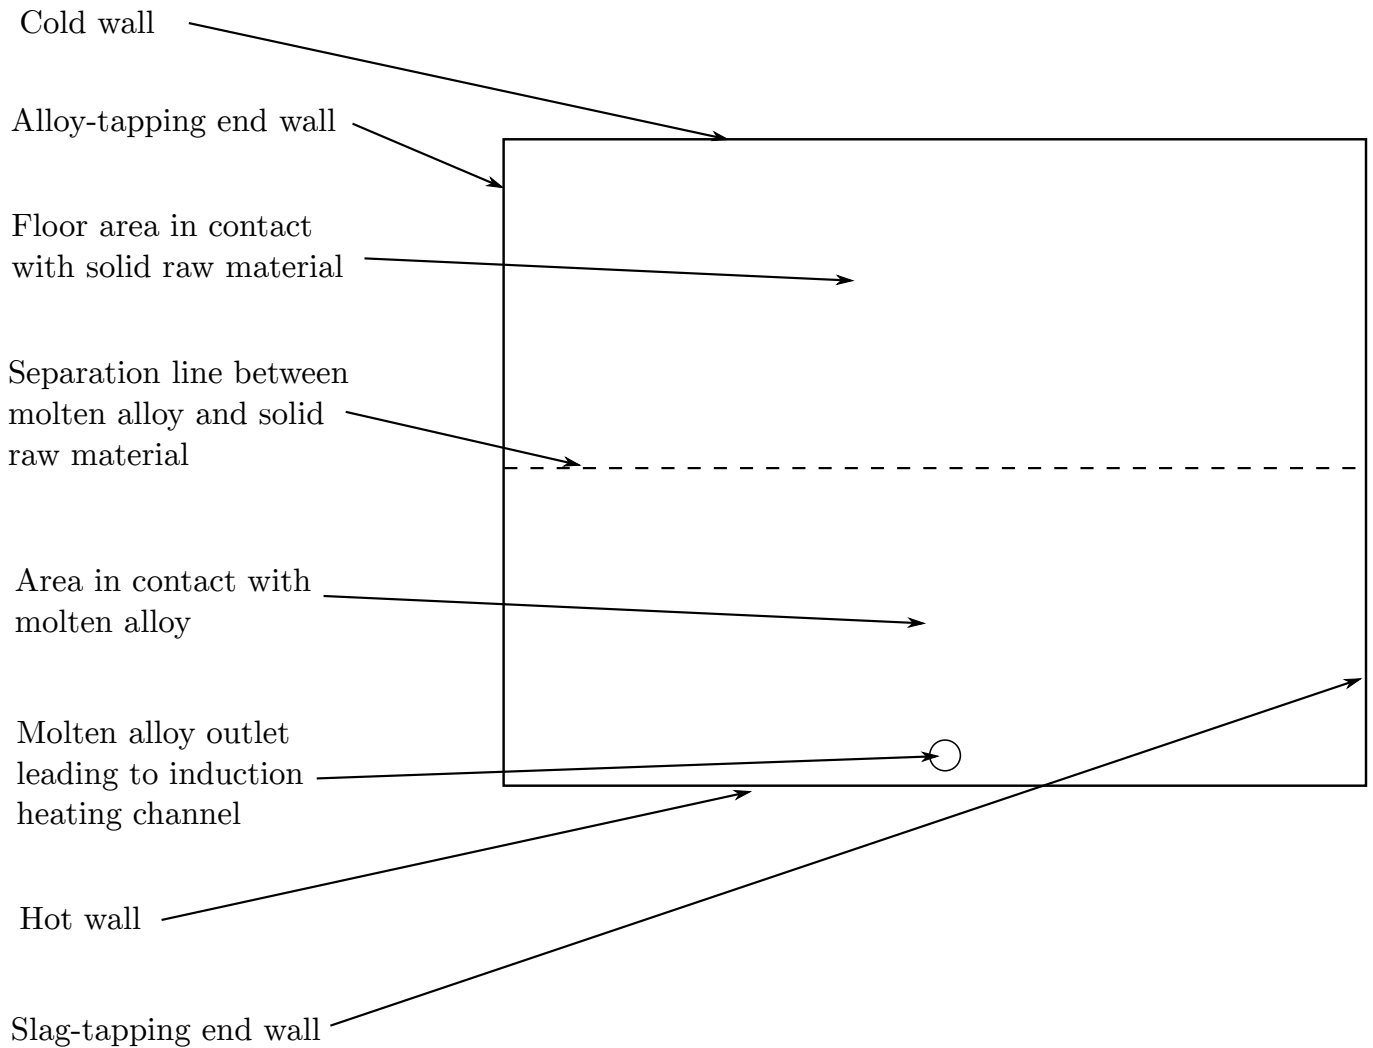 Cold wall
Alloy-tapping end wall
Floor area in contact
with solid raw material
Separation line between
molten alloy and solid
raw material
Area in contact with
molten alloy
Molten alloy outlet
leading to induction
heating channel
Hot wall
Slag-tapping end wall